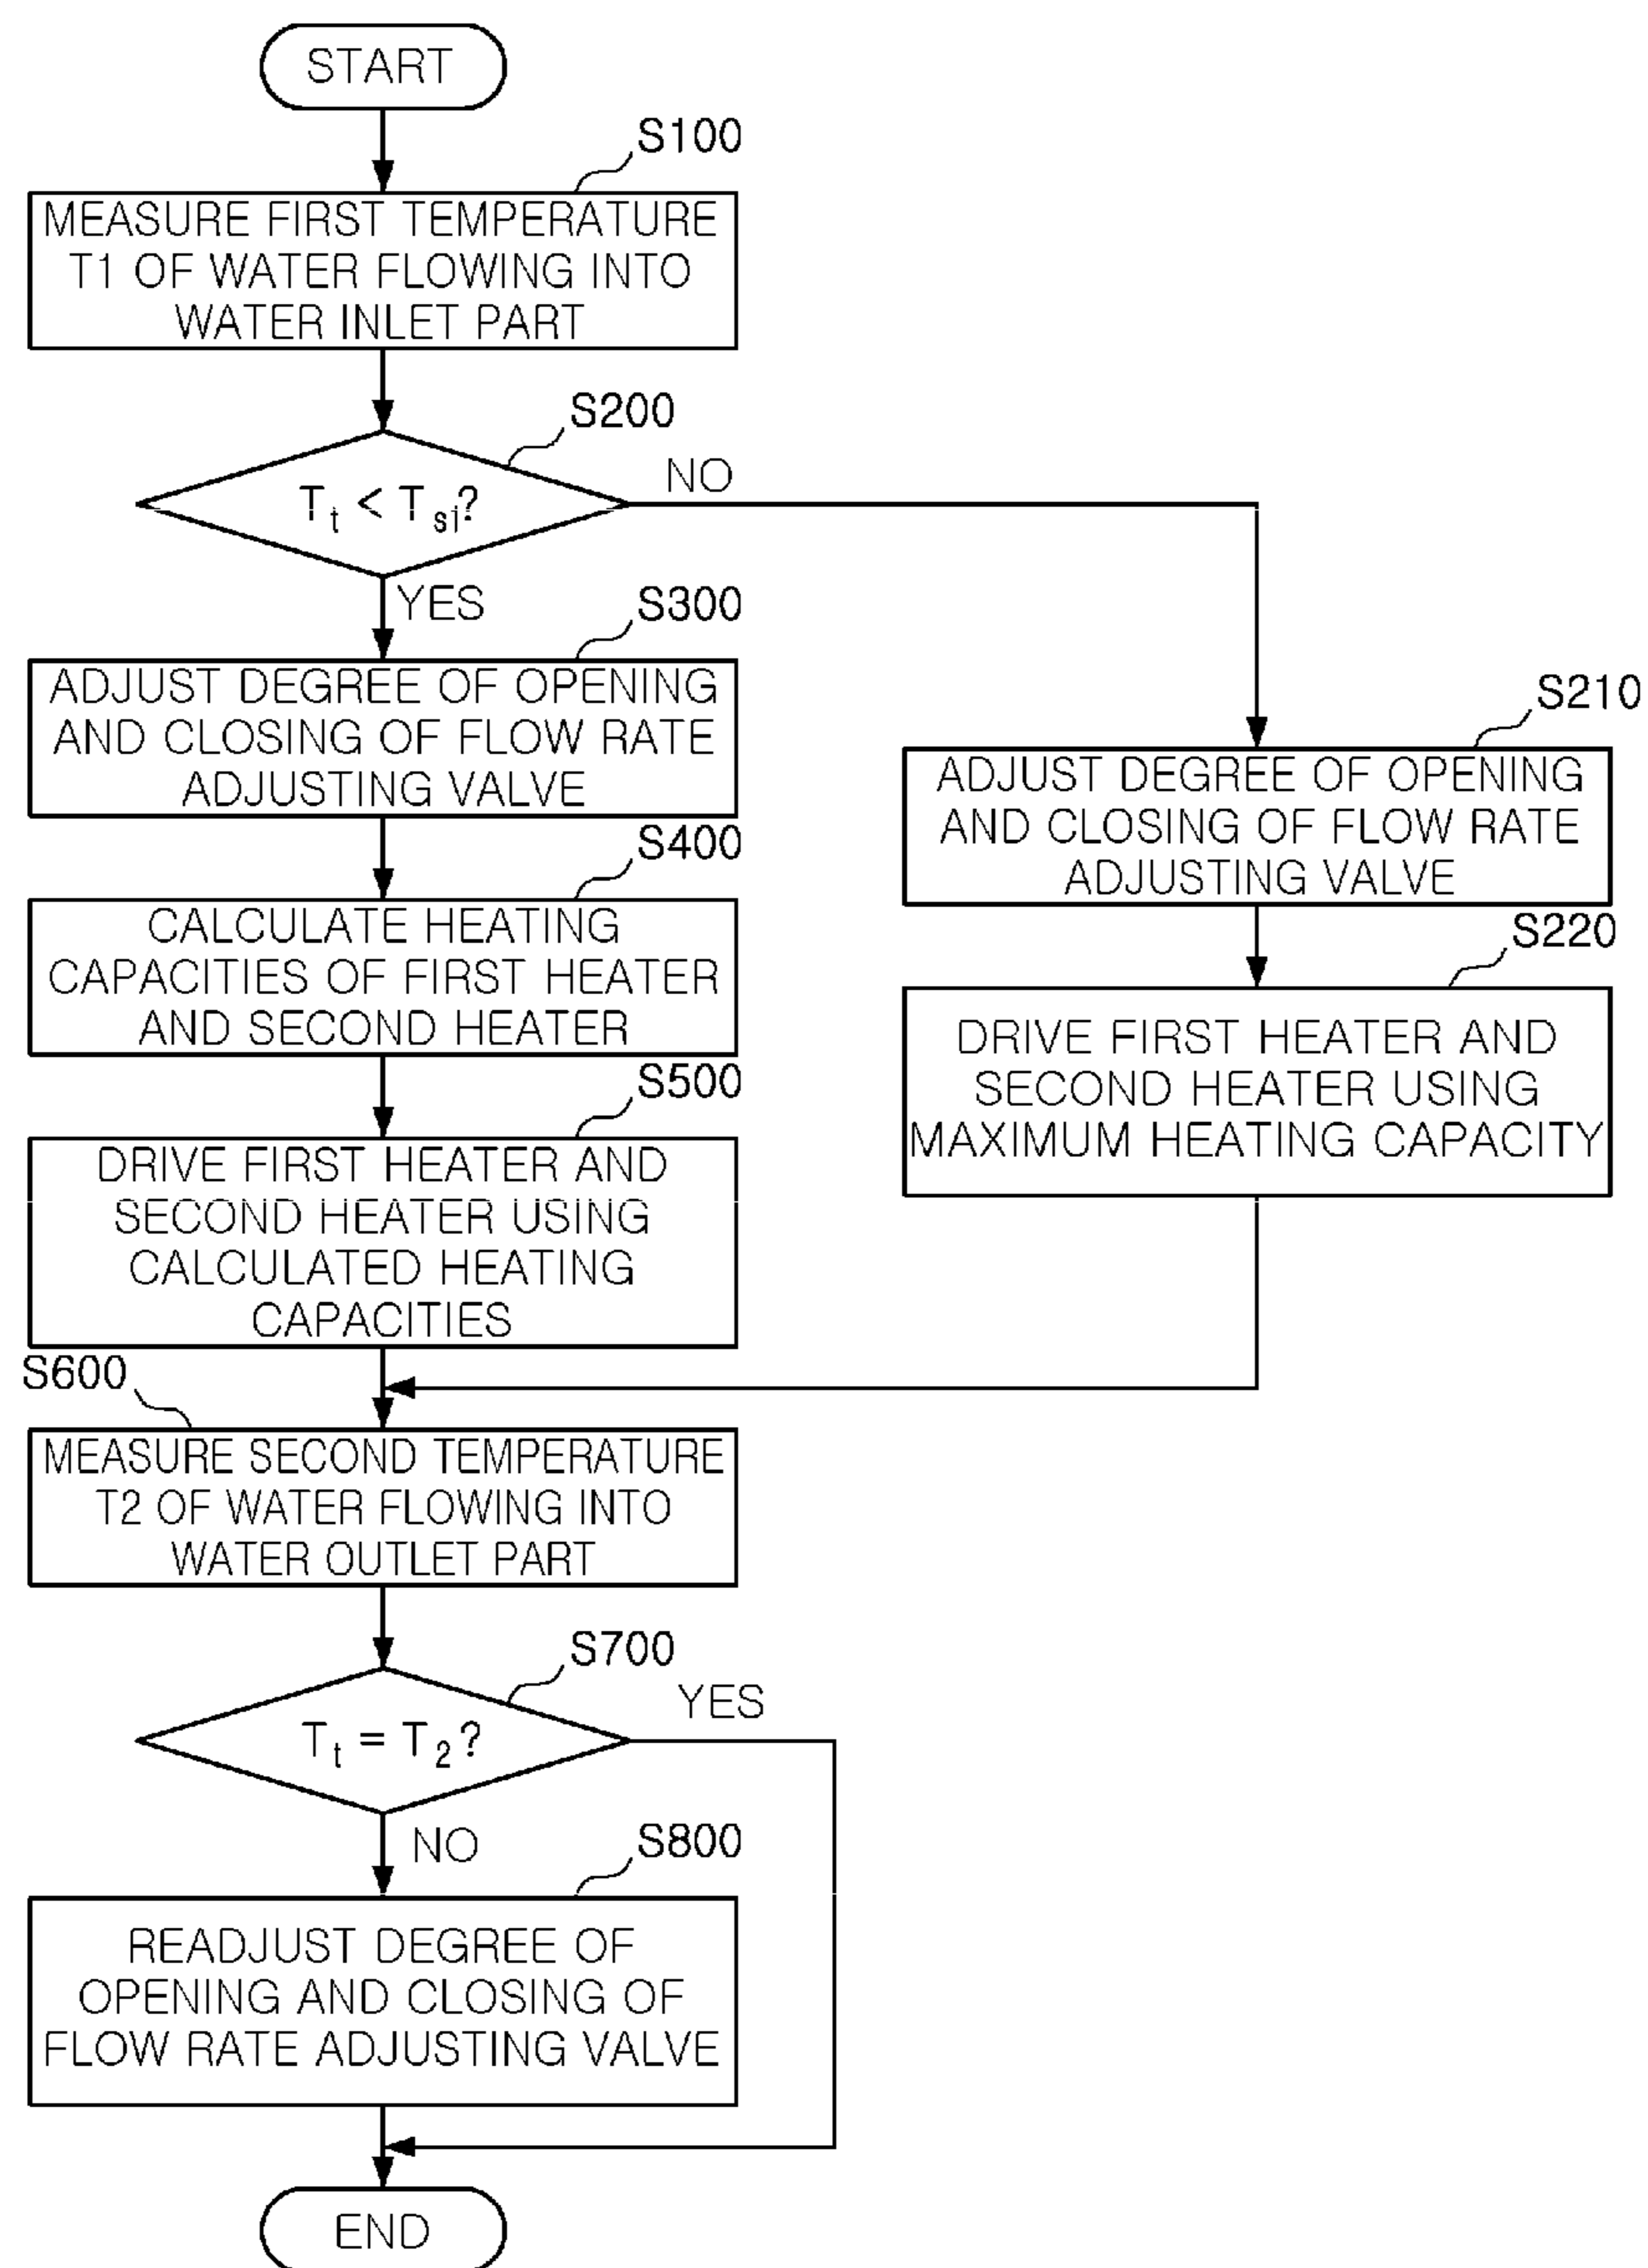 START
S100
MEASURE FIRST TEMPERATURE
T1 OF WATER FLOWING INTO
WATER INLET PART
S200
Tt < Tsi?
NO
YES
S300
ADJUST DEGREE OF OPENING
AND CLOSING OF FLOW RATE
ADJUSTING VALVE
S210
ADJUST DEGREE OF OPENING
AND CLOSING OF FLOW RATE
ADJUSTING VALVE
S400
CALCULATE HEATING
CAPACITIES OF FIRST HEATER
AND SECOND HEATER
S220
DRIVE FIRST HEATER AND
SECOND HEATER USING
MAXIMUM HEATING CAPACITY
S500
DRIVE FIRST HEATER AND
SECOND HEATER USING
CALCULATED HEATING
CAPACITIES
S600
MEASURE SECOND TEMPERATURE
T2 OF WATER FLOWING INTO
WATER OUTLET PART
S700
Tt = T2?
YES
NO
S800
READJUST DEGREE OF
OPENING AND CLOSING OF
FLOW RATE ADJUSTING VALVE
END